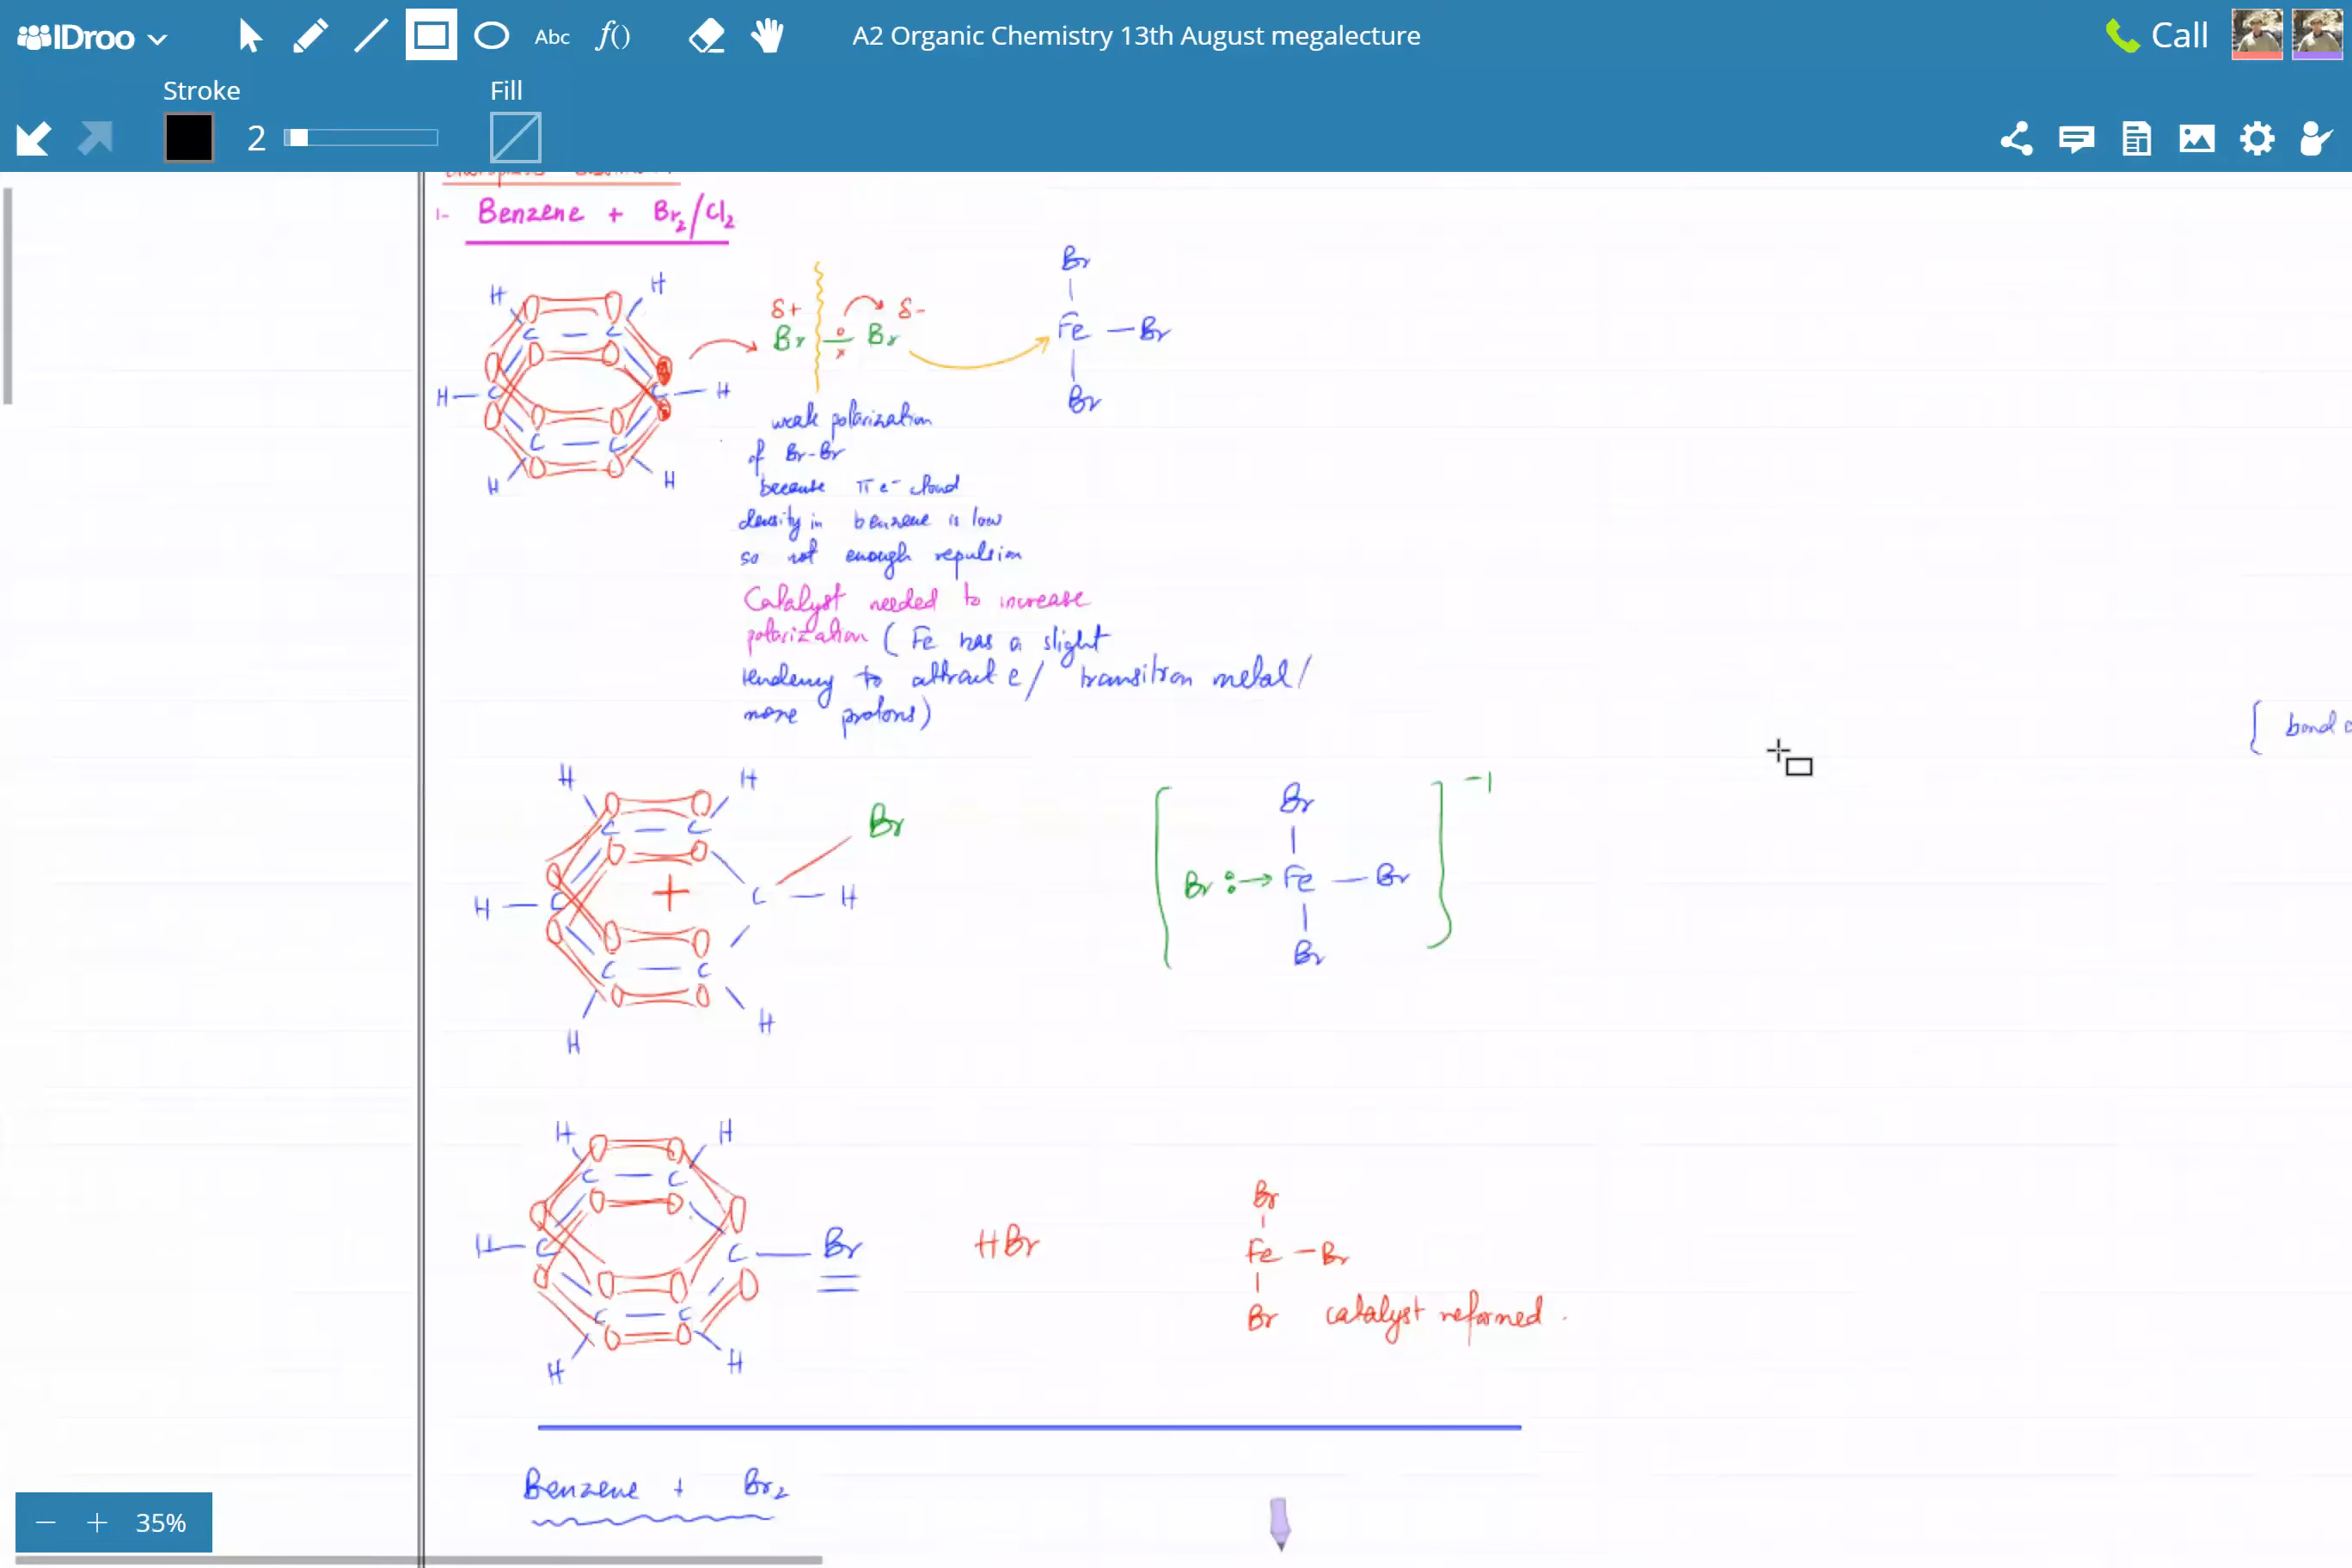 IDroo
Abc
f()
A2 Organic Chemistry 13th August megalecture
Call
Stroke
Fill
2
1- Benzene + Br₂/Cl₂
H H
C — C
H — C C — H
C — C
H H
δ+ δ-
Br Br
Br
Fe — Br
Br
weak polarization
of Br-Br
because π e⁻ cloud
density in benzene is low
so not enough repulsion
Catalyst needed to increase
polarization ( Fe has a slight
tendency to attract e/ transition metal/
more protons)
[ bond
H H
C — C
H — C + C — H
C — C
H H
Br
Br
Br : → Fe — Br
Br
-1
H H
C — C
H — C C — Br
C — C
H H
HBr
Br
Fe — Br
Br catalyst reformed .
Benzene + Br₂
− + 35%